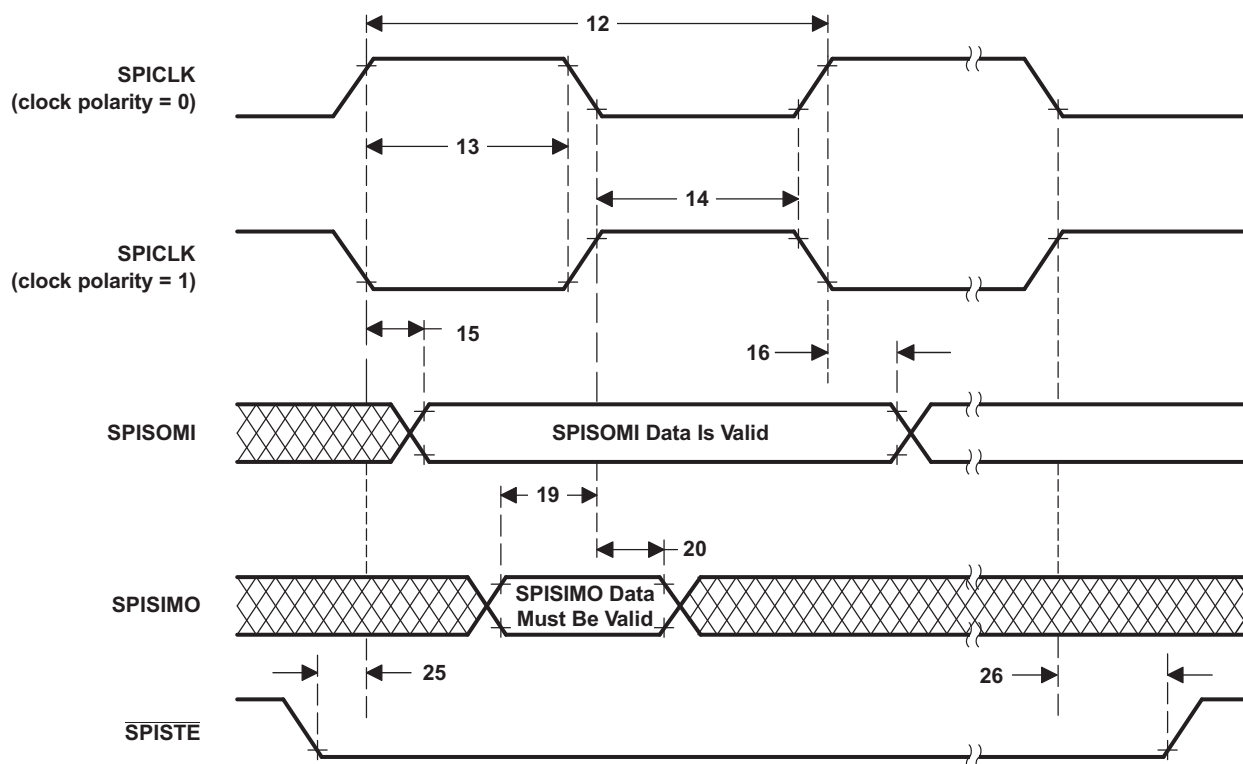 12
SPICLK
(clock polarity = 0)
13
14
SPICLK
(clock polarity = 1)
15
16
SPISOMI
SPISOMI Data Is Valid
19
20
SPISIMO
SPISIMO Data
Must Be Valid
25
26
SPISTE